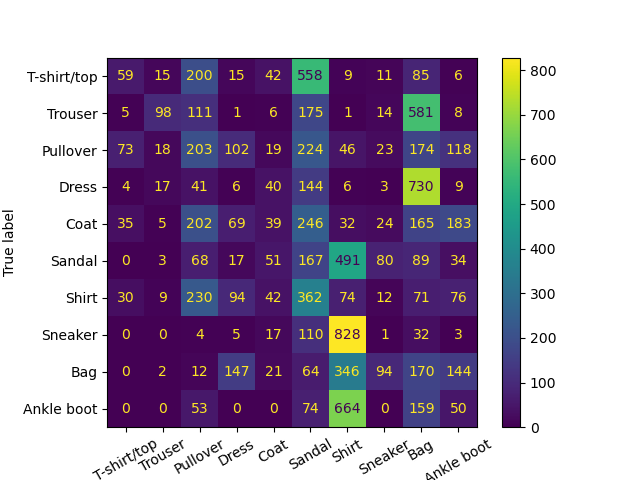 T-shirt/top 59 15 200 15 42 558 9 11 85 6
Trouser 5 98 111 1 6 175 1 14 581 8
Pullover 73 18 203 102 19 224 46 23 174 118
Dress 4 17 41 6 40 144 6 3 730 9
Coat 35 5 202 69 39 246 32 24 165 183
Sandal 0 3 68 17 51 167 491 80 89 34
Shirt 30 9 230 94 42 362 74 12 71 76
Sneaker 0 0 4 5 17 110 828 1 32 3
Bag 0 2 12 147 21 64 346 94 170 144
Ankle boot 0 0 53 0 0 74 664 0 159 50
True label
T-shirt/top Trouser Pullover Dress Coat Sandal Shirt Sneaker Bag Ankle boot
800
700
600
500
400
300
200
100
0